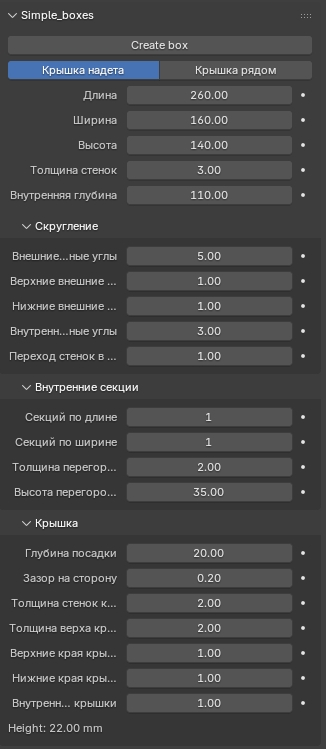 Simple_boxes
Create box
Крышка надета Крышка рядом
Длина 260.00
Ширина 160.00
Высота 140.00
Толщина стенок 3.00
Внутренняя глубина 110.00
Скругление
Внешние...ные углы 5.00
Верхние внешние ... 1.00
Нижние внешние ... 1.00
Внутренн...ные углы 3.00
Переход стенок в ... 1.00
Внутренние секции
Секций по длине 1
Секций по ширине 1
Толщина перегор... 2.00
Высота перегоро... 35.00
Крышка
Глубина посадки 20.00
Зазор на сторону 0.20
Толщина стенок к... 2.00
Толщина верха кр... 2.00
Верхние края кры... 1.00
Нижние края кры... 1.00
Внутренн... крышки 1.00
Height: 22.00 mm